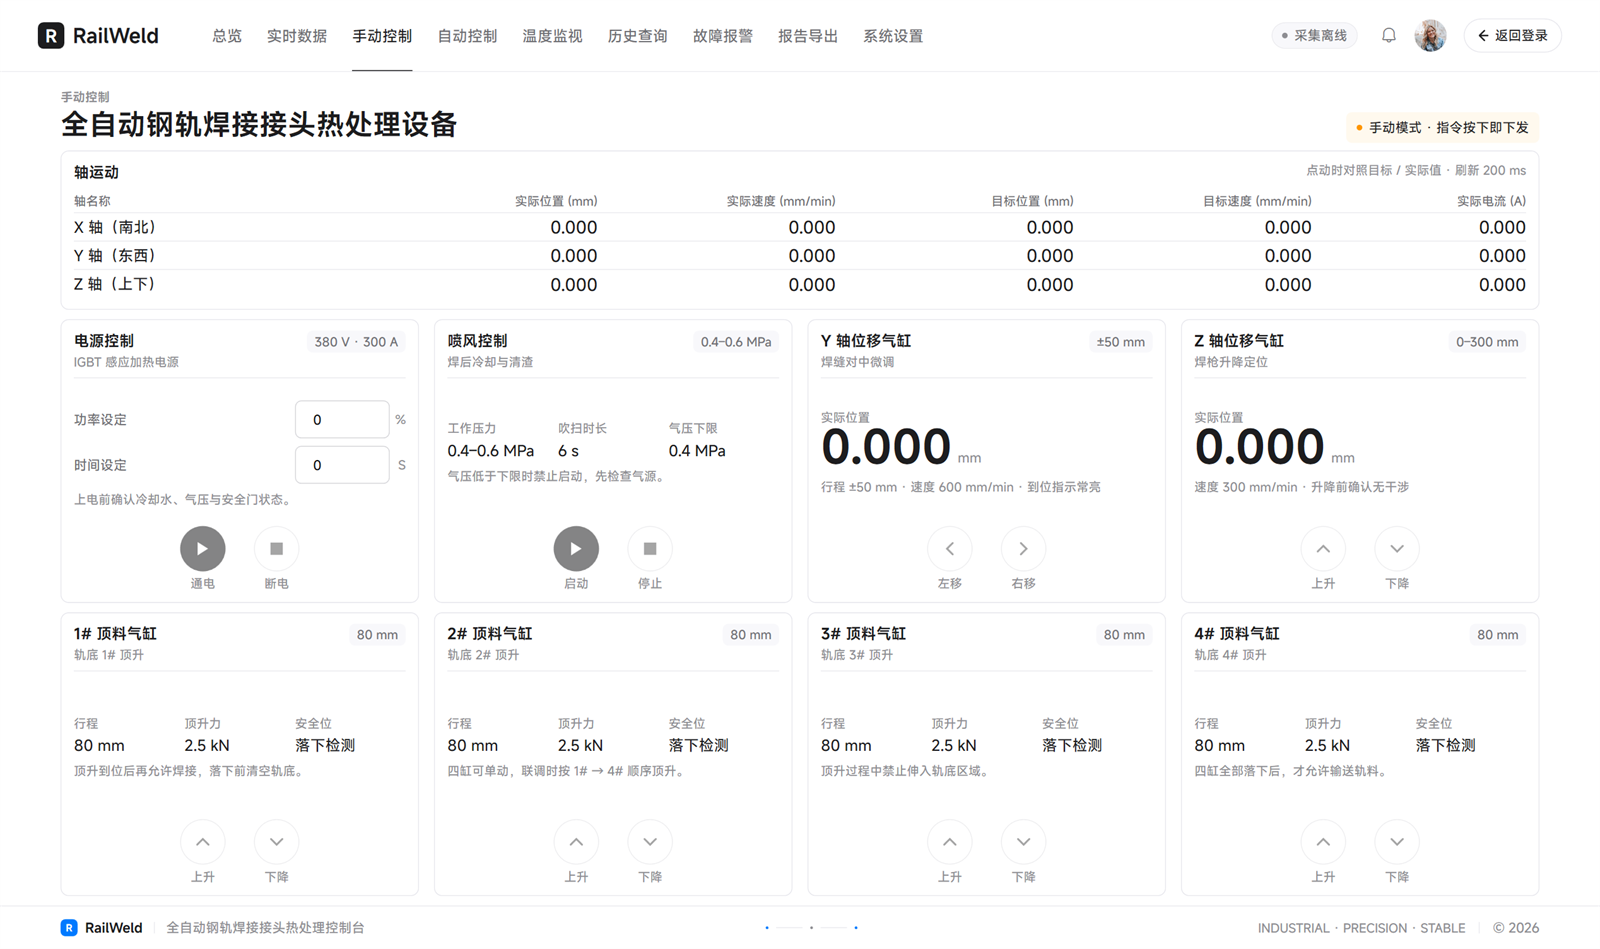 R RailWeld 总览 实时数据 手动控制 自动控制 温度监视 历史查询 故障报警 报告导出 系统设置 采集离线 返回登录
手动控制
全自动钢轨焊接接头热处理设备
手动模式 · 指令按下即下发
轴运动 点动时对照目标 / 实际值 · 刷新 200 ms
轴名称 实际位置 (mm) 实际速度 (mm/min) 目标位置 (mm) 目标速度 (mm/min) 实际电流 (A)
X 轴（南北） 0.000 0.000 0.000 0.000 0.000
Y 轴（东西） 0.000 0.000 0.000 0.000 0.000
Z 轴（上下） 0.000 0.000 0.000 0.000 0.000
电源控制 380 V · 300 A
IGBT 感应加热电源
功率设定 0 %
时间设定 0 S
上电前确认冷却水、气压与安全门状态。
通电 断电
喷风控制 0.4–0.6 MPa
焊后冷却与清渣
工作压力 吹扫时长 气压下限
0.4–0.6 MPa 6 s 0.4 MPa
气压低于下限时禁止启动，先检查气源。
启动 停止
Y 轴位移气缸 ±50 mm
焊缝对中微调
实际位置
0.000 mm
行程 ±50 mm · 速度 600 mm/min · 到位指示常亮
左移 右移
Z 轴位移气缸 0–300 mm
焊枪升降定位
实际位置
0.000 mm
速度 300 mm/min · 升降前确认无干涉
上升 下降
1# 顶料气缸 80 mm
轨底 1# 顶升
行程 顶升力 安全位
80 mm 2.5 kN 落下检测
顶升到位后再允许焊接，落下前清空轨底。
上升 下降
2# 顶料气缸 80 mm
轨底 2# 顶升
行程 顶升力 安全位
80 mm 2.5 kN 落下检测
四缸可单动，联调时按 1# → 4# 顺序顶升。
上升 下降
3# 顶料气缸 80 mm
轨底 3# 顶升
行程 顶升力 安全位
80 mm 2.5 kN 落下检测
顶升过程中禁止伸入轨底区域。
上升 下降
4# 顶料气缸 80 mm
轨底 4# 顶升
行程 顶升力 安全位
80 mm 2.5 kN 落下检测
四缸全部落下后，才允许输送轨料。
上升 下降
R RailWeld 全自动钢轨焊接接头热处理控制台 INDUSTRIAL · PRECISION · STABLE © 2026